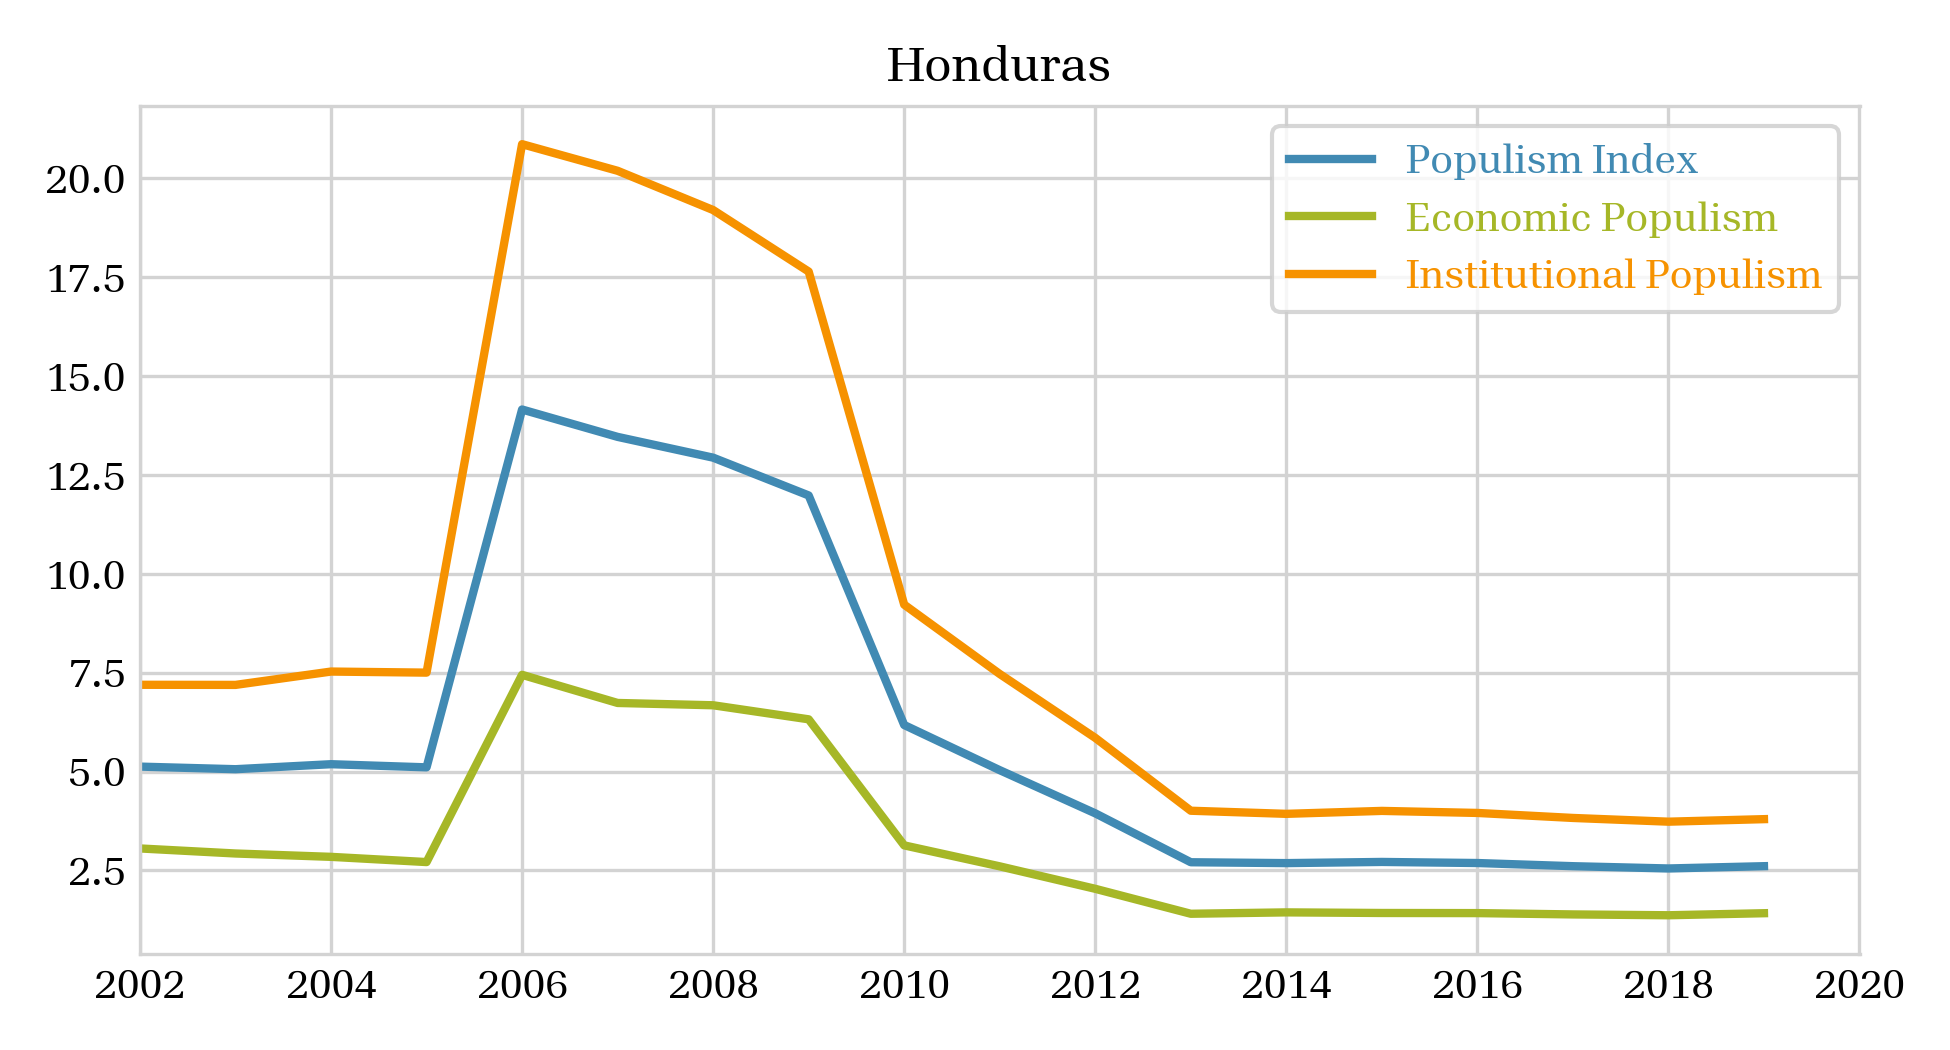 Honduras
Populism Index
Economic Populism
Institutional Populism
20.0
17.5
15.0
12.5
10.0
7.5
5.0
2.5
2002 2004 2006 2008 2010 2012 2014 2016 2018 2020